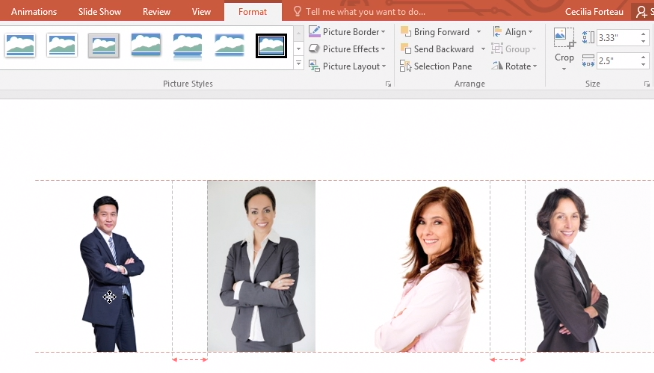 Animations Slide Show Review View Format Tell me what you want to do... Cecilia Forteau
Picture Border Bring Forward Align 3.33"
Picture Effects Send Backward Group
Picture Layout Selection Pane Rotate Crop 2.5"
Picture Styles Arrange Size